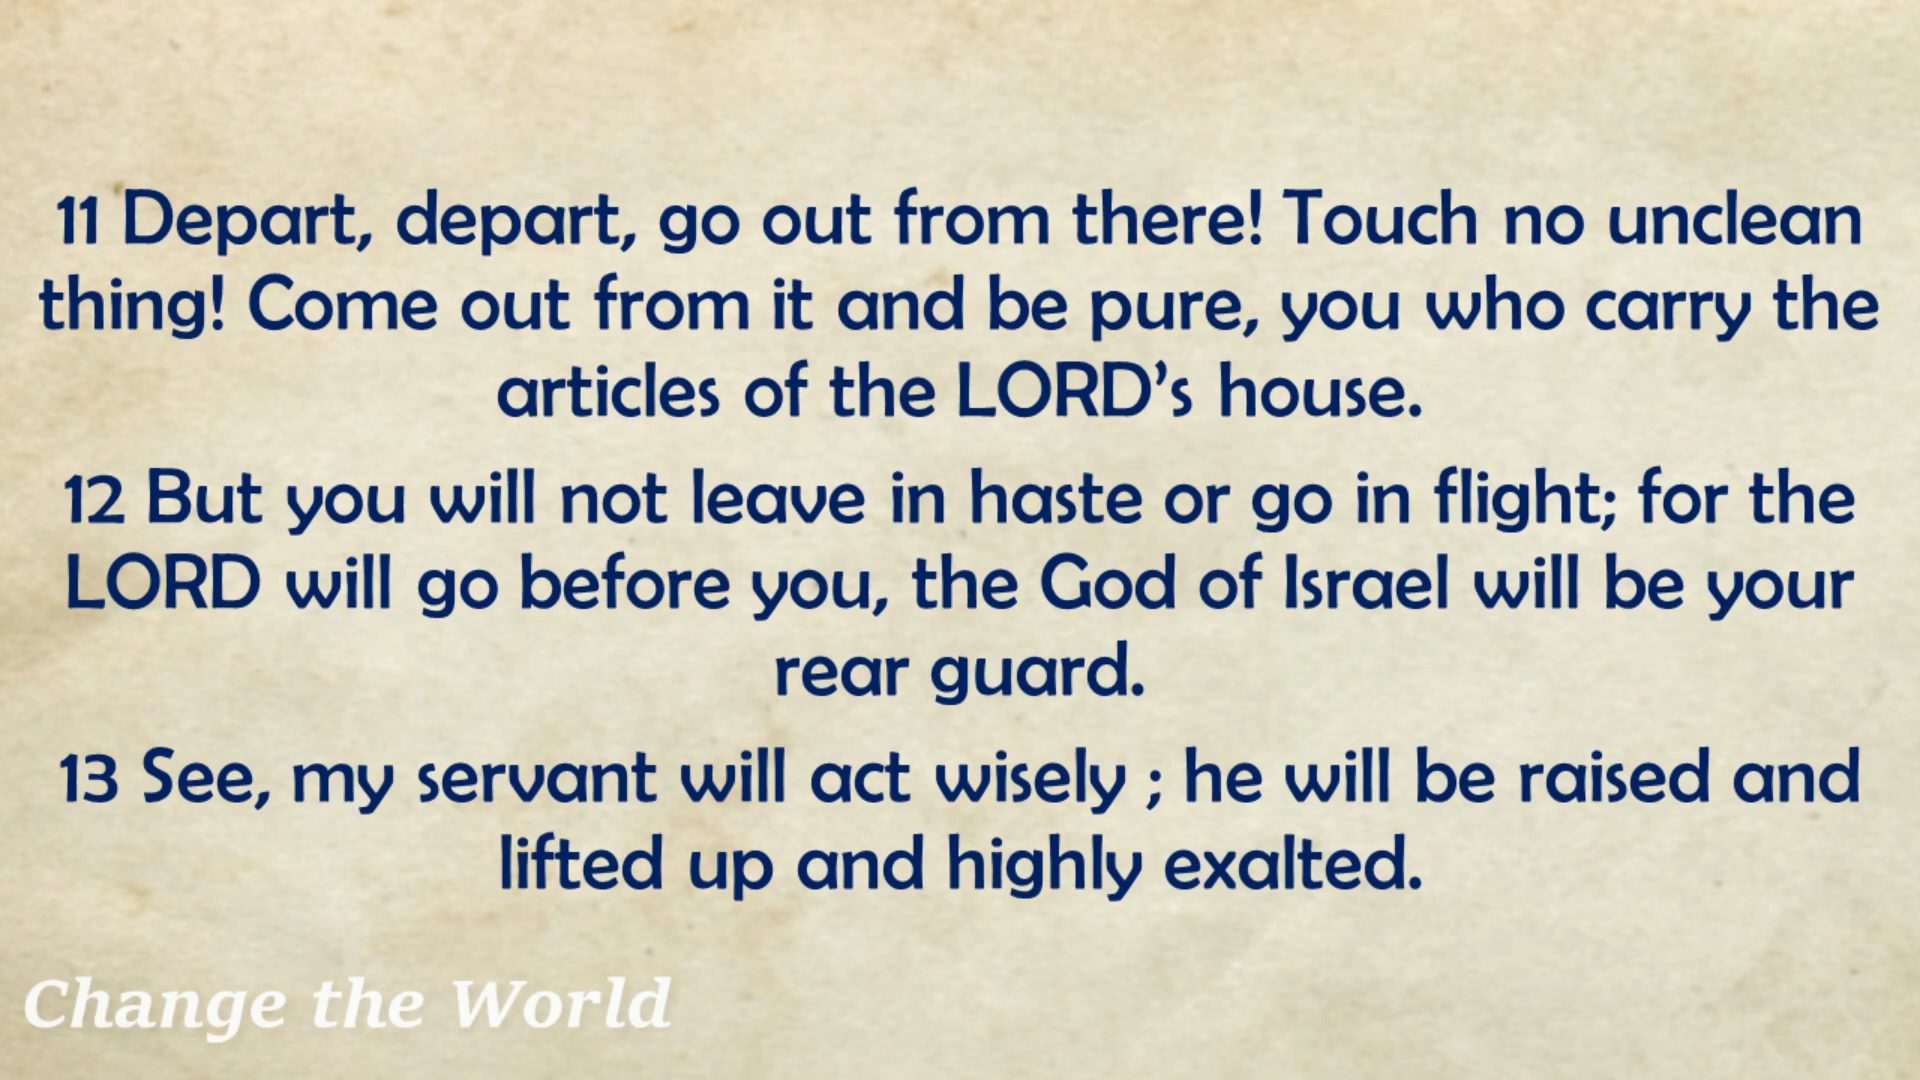 11 Depart, depart, go out from there! Touch no unclean
thing! Come out from it and be pure, you who carry the
articles of the LORD’s house.
12 But you will not leave in haste or go in flight; for the
LORD will go before you, the God of Israel will be your
rear guard.
13 See, my servant will act wisely ; he will be raised and
lifted up and highly exalted.
Change the World